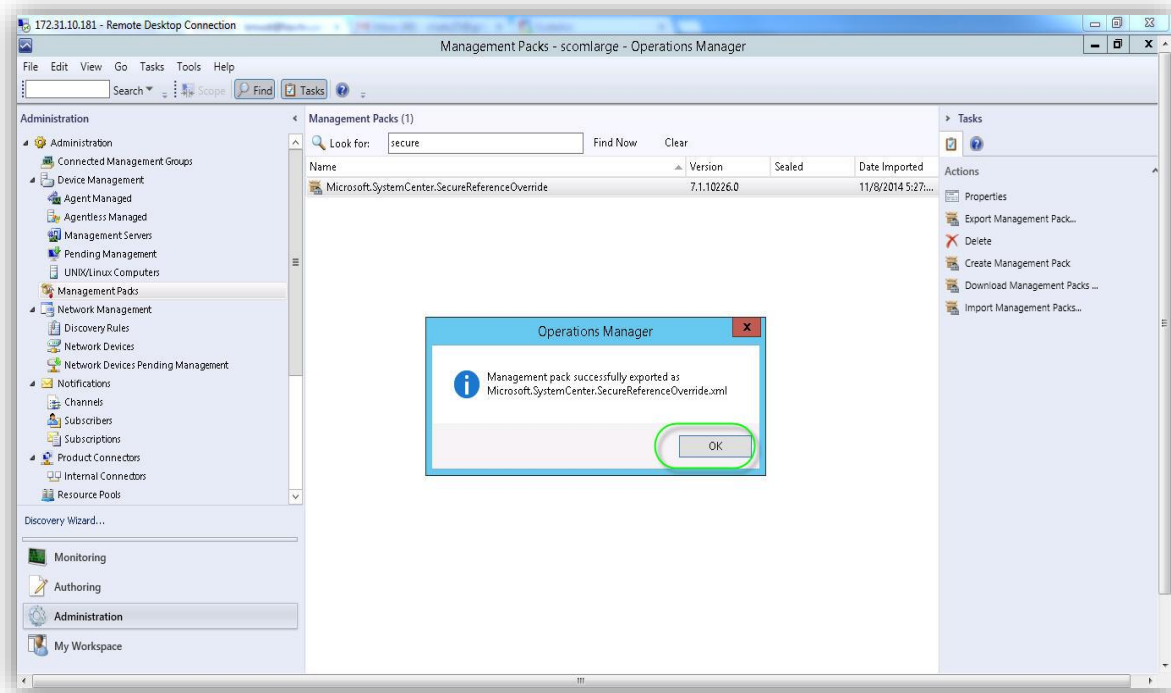 172.31.10.181 - Remote Desktop Connection
Management Packs - scomlarge - Operations Manager
File Edit View Go Tasks Tools Help
Search Scope Find Tasks
Administration
Administration
Connected Management Groups
Device Management
Agent Managed
Agentless Managed
Management Servers
Pending Management
UNIX/Linux Computers
Management Packs
Network Management
Discovery Rules
Network Devices
Network Devices Pending Management
Notifications
Channels
Subscribers
Subscriptions
Product Connectors
Internal Connectors
Resource Pools
Discovery Wizard...
Monitoring
Authoring
Administration
My Workspace
Management Packs (1)
Look for: secure Find Now Clear
Name Version Sealed Date Imported
Microsoft.SystemCenter.SecureReferenceOverride 7.1.10226.0 11/8/2014 5:27:...
Operations Manager
x
Management pack successfully exported as
Microsoft.SystemCenter.SecureReferenceOverride.xml
OK
Tasks
Actions
Properties
Export Management Pack...
Delete
Create Management Pack
Download Management Packs ...
Import Management Packs...